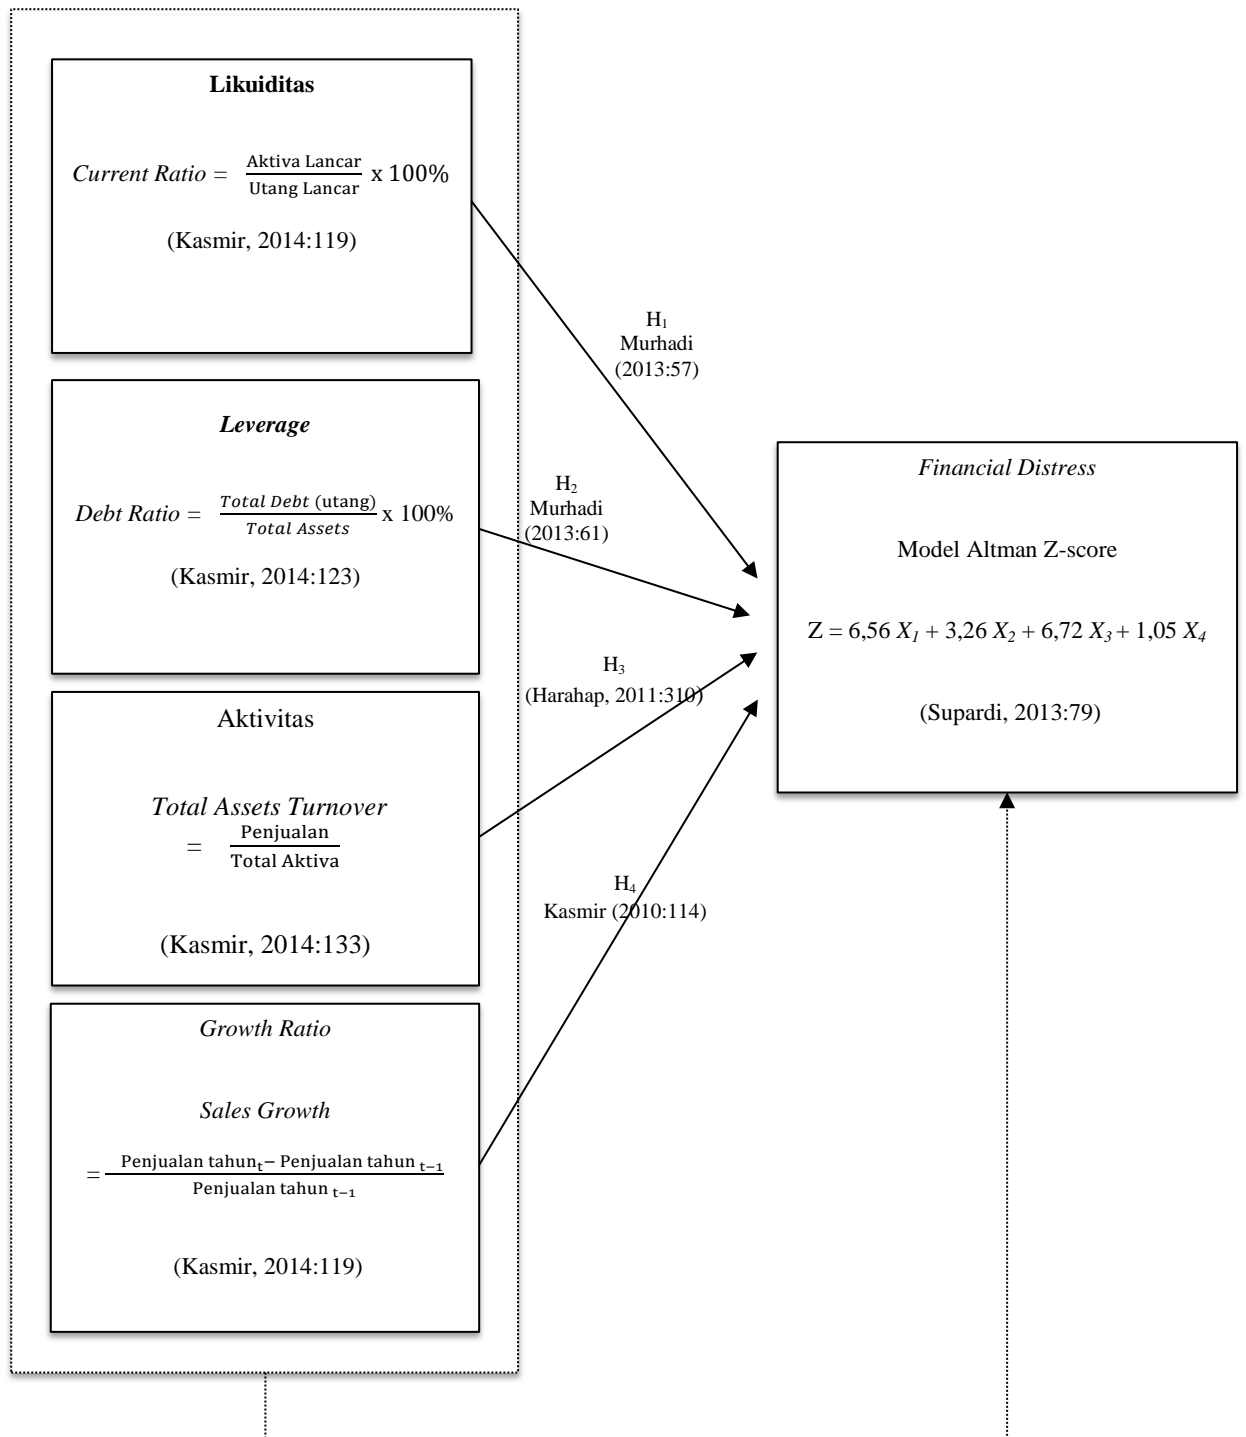 Likuiditas
Current Ratio = Aktiva Lancar / Utang Lancar x 100%
(Kasmir, 2014:119)
H1
Murhadi
(2013:57)
Leverage
Debt Ratio = Total Debt (utang) / Total Assets x 100%
(Kasmir, 2014:123)
H2
Murhadi
(2013:61)
Financial Distress
Model Altman Z-score
Z = 6,56 X1 + 3,26 X2 + 6,72 X3 + 1,05 X4
(Supardi, 2013:79)
H3
(Harahap, 2011:310)
Aktivitas
Total Assets Turnover
= Penjualan / Total Aktiva
(Kasmir, 2014:133)
H4
Kasmir (2010:114)
Growth Ratio
Sales Growth
= Penjualan tahun t − Penjualan tahun t−1 / Penjualan tahun t−1
(Kasmir, 2014:119)